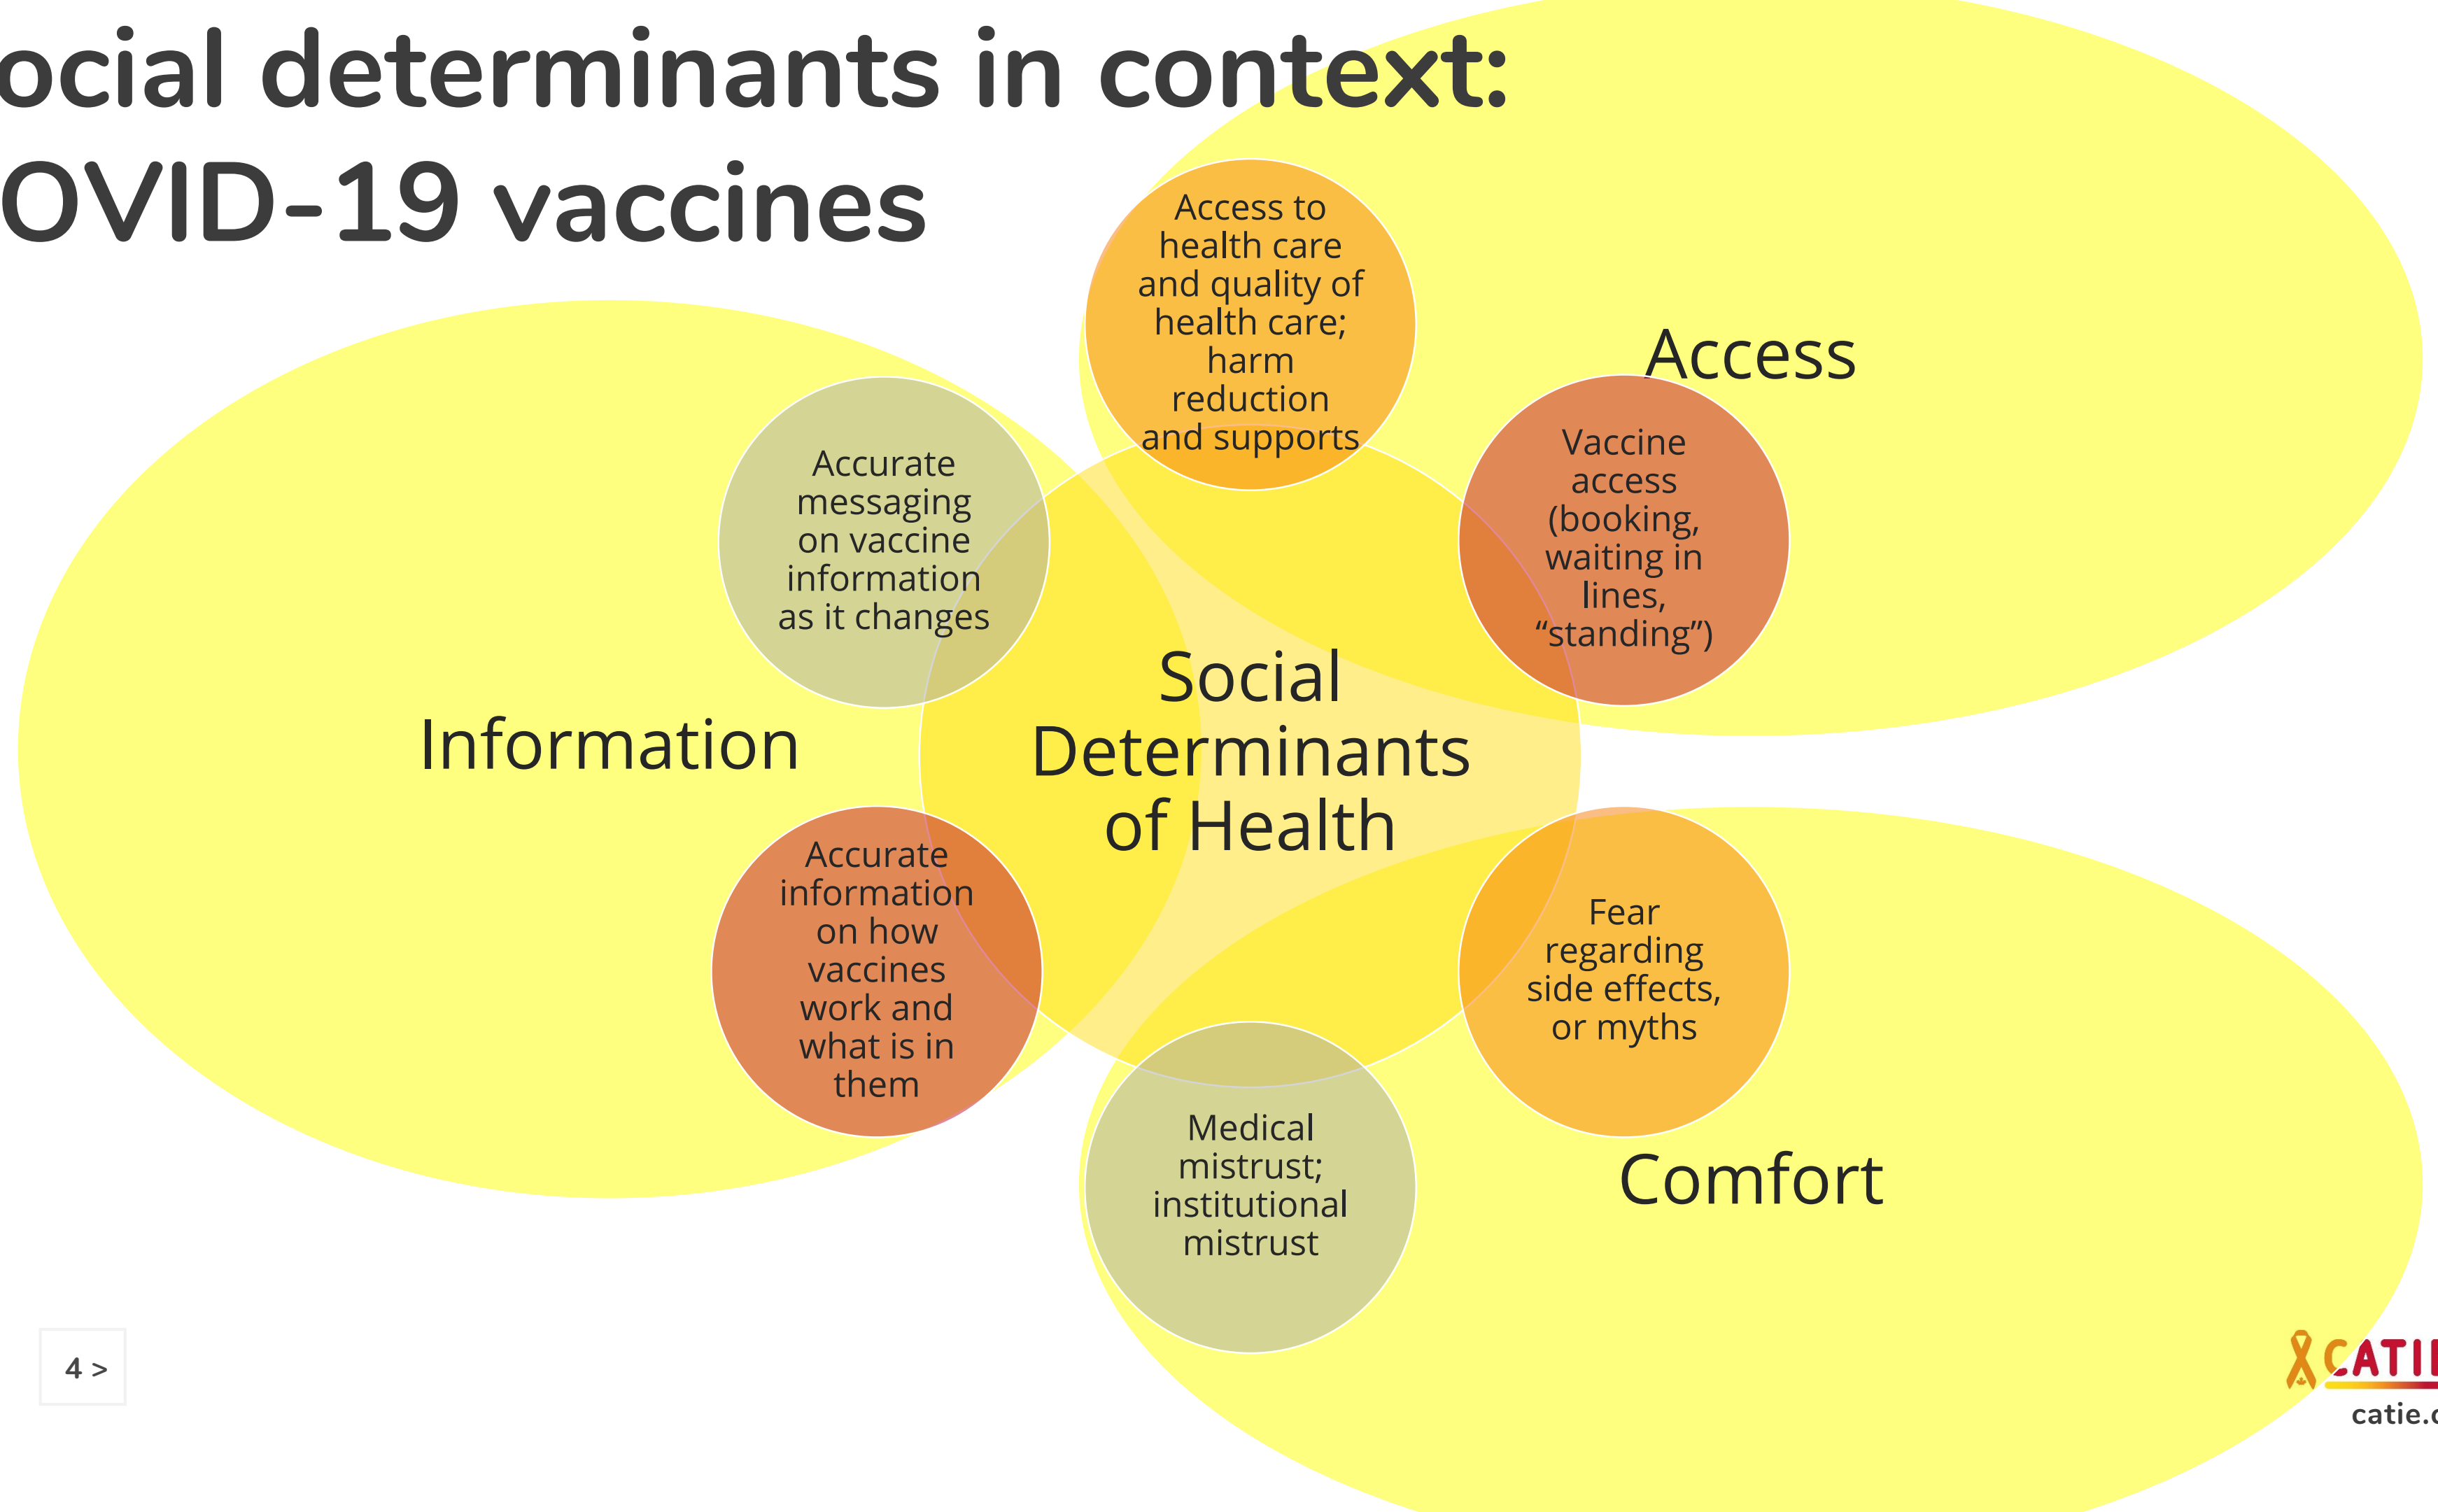 ocial determinants in context:
OVID-19 vaccines
Access to
health care
and quality of
health care;
harm
reduction
and supports
Access
Vaccine
access
(booking,
waiting in
lines,
“standing”)
Accurate
messaging
on vaccine
information
as it changes
Information
Social
Determinants
of Health
Accurate
information
on how
vaccines
work and
what is in
them
Fear
regarding
side effects,
or myths
Comfort
Medical
mistrust;
institutional
mistrust
4 >
CATIE
catie.c